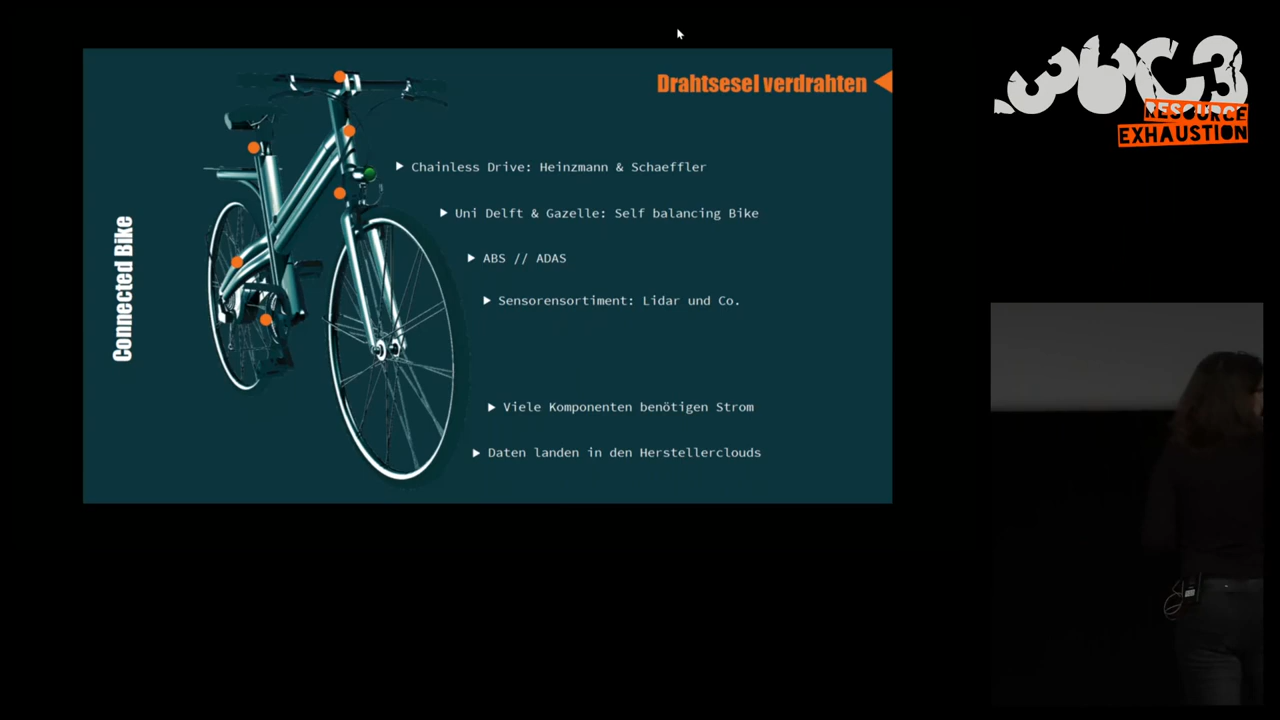 36C3
RESOURCE
EXHAUSTION
Drahtsesel verdrahten
Connected Bike
Chainless Drive: Heinzmann & Schaeffler
Uni Delft & Gazelle: Self balancing Bike
ABS // ADAS
Sensorensortiment: Lidar und Co.
Viele Komponenten benötigen Strom
Daten landen in den Herstellerclouds